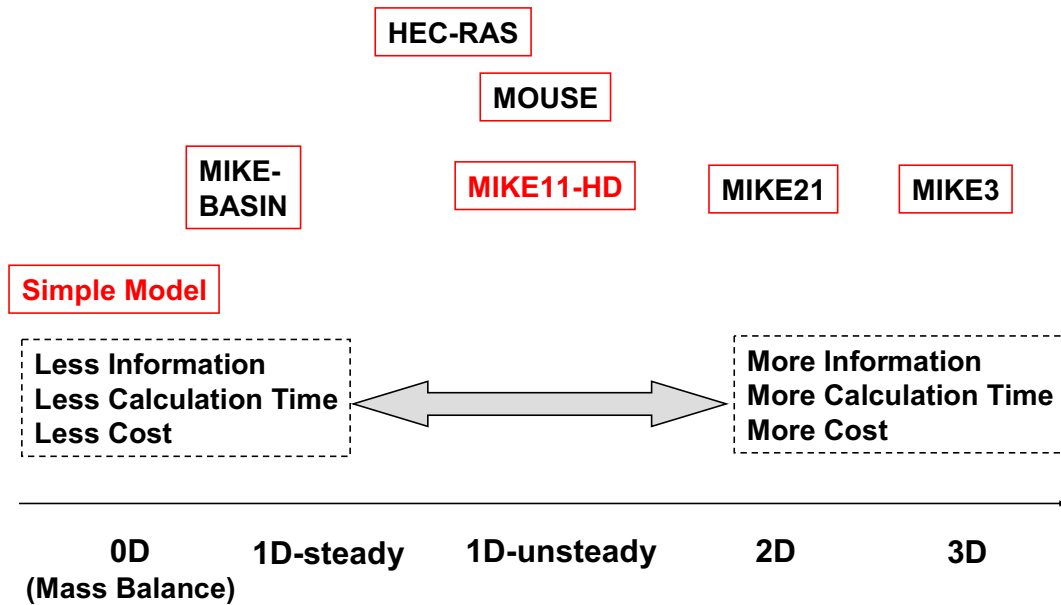 HEC-RAS
MOUSE
MIKE-
BASIN
MIKE11-HD
MIKE21
MIKE3
Simple Model
Less Information
Less Calculation Time
Less Cost
More Information
More Calculation Time
More Cost
0D
(Mass Balance)
1D-steady
1D-unsteady
2D
3D